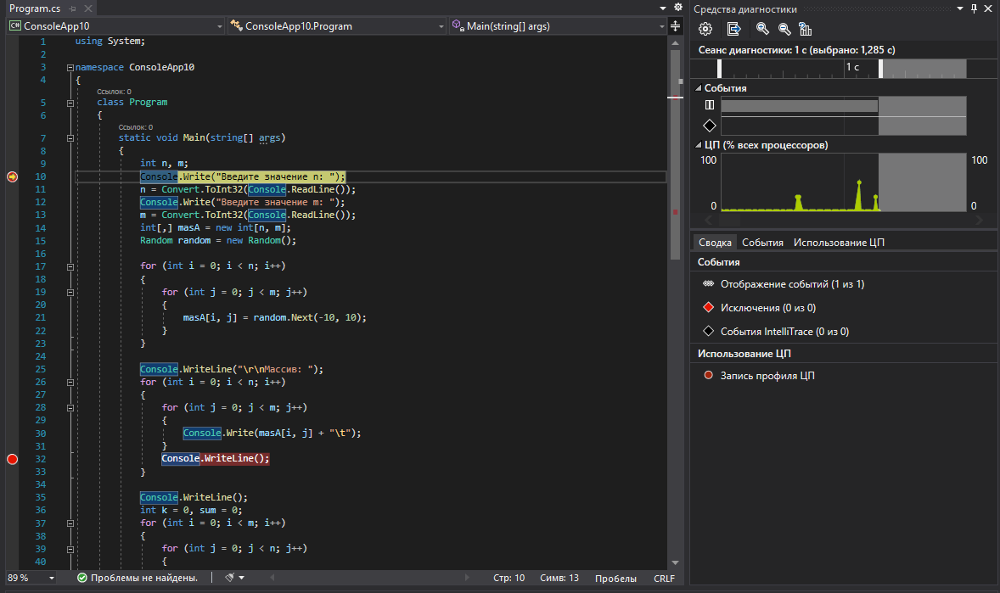 Program.cs
C# ConsoleApp10
ConsoleApp10.Program
Main(string[] args)
1 using System;
2
3 namespace ConsoleApp10
4 {
Ссылок: 0
5 class Program
6 {
Ссылок: 0
7 static void Main(string[] args)
8 {
9 int n, m;
10 Console.Write("Введите значение n: ");
11 n = Convert.ToInt32(Console.ReadLine());
12 Console.Write("Введите значение m: ");
13 m = Convert.ToInt32(Console.ReadLine());
14 int[,] masA = new int[n, m];
15 Random random = new Random();
16
17 for (int i = 0; i < n; i++)
18 {
19 for (int j = 0; j < m; j++)
20 {
21 masA[i, j] = random.Next(-10, 10);
22 }
23 }
24
25 Console.WriteLine("\r\nМассив: ");
26 for (int i = 0; i < n; i++)
27 {
28 for (int j = 0; j < m; j++)
29 {
30 Console.Write(masA[i, j] + "\t");
31 }
32 Console.WriteLine();
33 }
34
35 Console.WriteLine();
36 int k = 0, sum = 0;
37 for (int i = 0; i < m; i++)
38 {
39 for (int j = 0; j < n; j++)
40 {
89 %
Проблемы не найдены.
Стр: 10
Симв: 13
Пробелы
CRLF
Средства диагностики
Сеанс диагностики: 1 с (выбрано: 1,285 с)
1 с
События
ЦП (% всех процессоров)
100 100
0 0
Сводка События Использование ЦП
События
Отображение событий (1 из 1)
Исключения (0 из 0)
События IntelliTrace (0 из 0)
Использование ЦП
Запись профиля ЦП